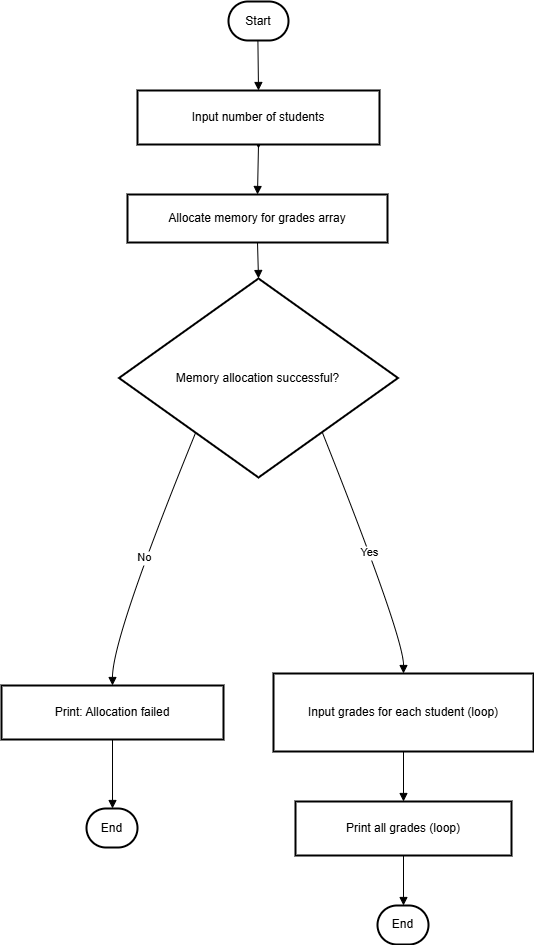 Start
Input number of students
Allocate memory for grades array
Memory allocation successful?
No
Yes
Print: Allocation failed
Input grades for each student (loop)
End
Print all grades (loop)
End